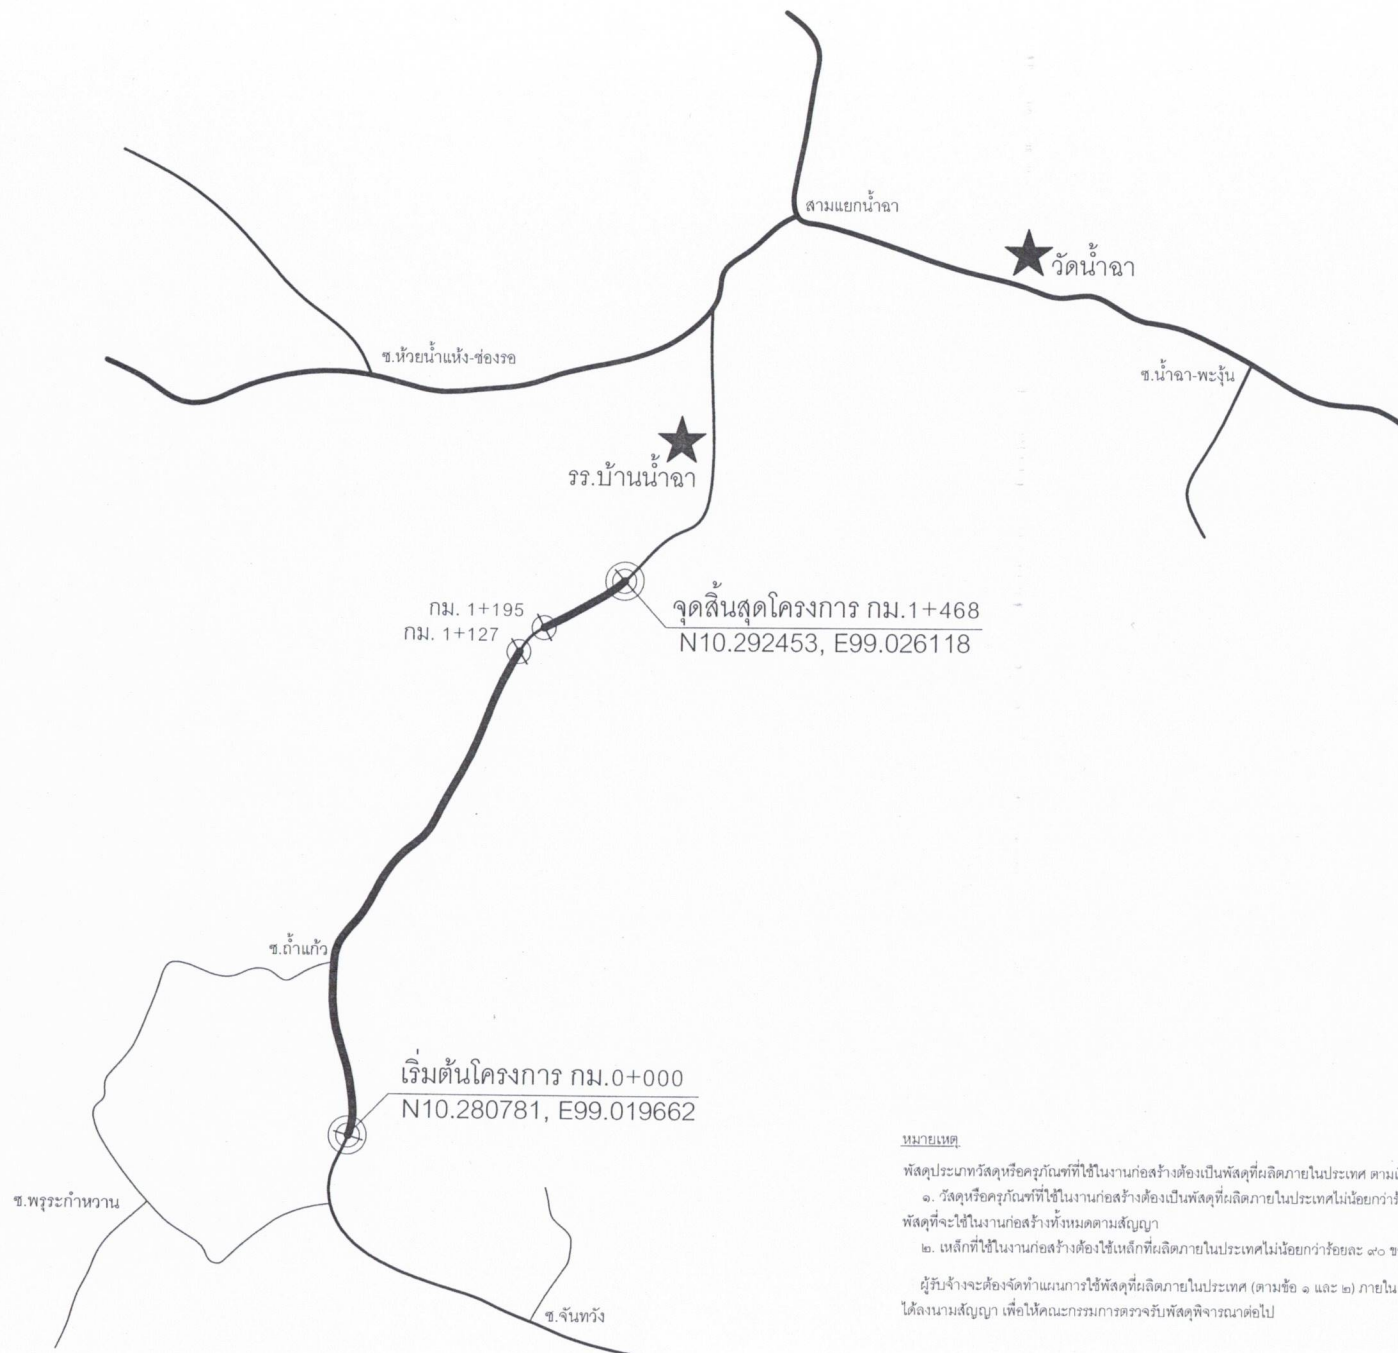 สามแยกน้ำฉา
วัดน้ำฉา
ซ.ห้วยน้ำแห้ง-ช่องรอ
ซ.น้ำฉา-พะงุ้น
รร.บ้านน้ำฉา
จุดสิ้นสุดโครงการ กม.1+468
N10.292453, E99.026118
กม. 1+195
กม. 1+127
ซ.ถ้ำแก้ว
เริ่มต้นโครงการ กม.0+000
N10.280781, E99.019662
ซ.พรุระกำหวาน
ซ.จันทวัง
หมายเหตุ
พัสดุประเภทวัสดุหรือครุภัณฑ์ที่ใช้ในงานก่อสร้างต้องเป็นพัสดุที่ผลิตภายในประเทศ
๑. วัสดุหรือครุภัณฑ์ที่ใช้ในงานก่อสร้างต้องเป็นพัสดุที่ผลิตภายในประเทศไม่น้อยกว่า
พัสดุที่จะใช้ในงานก่อสร้างทั้งหมดตามสัญญา
๒. เหล็กที่ใช้ในงานก่อสร้างต้องใช้เหล็กที่ผลิตภายในประเทศไม่น้อยกว่าร้อยละ ๙๐
ผู้รับจ้างจะต้องจัดทำแผนการใช้พัสดุที่ผลิตภายในประเทศ (ตามข้อ ๑ และ ๒) ภายใน
ได้ลงนามสัญญา เพื่อให้คณะกรรมการตรวจรับพัสดุพิจารณาต่อไป